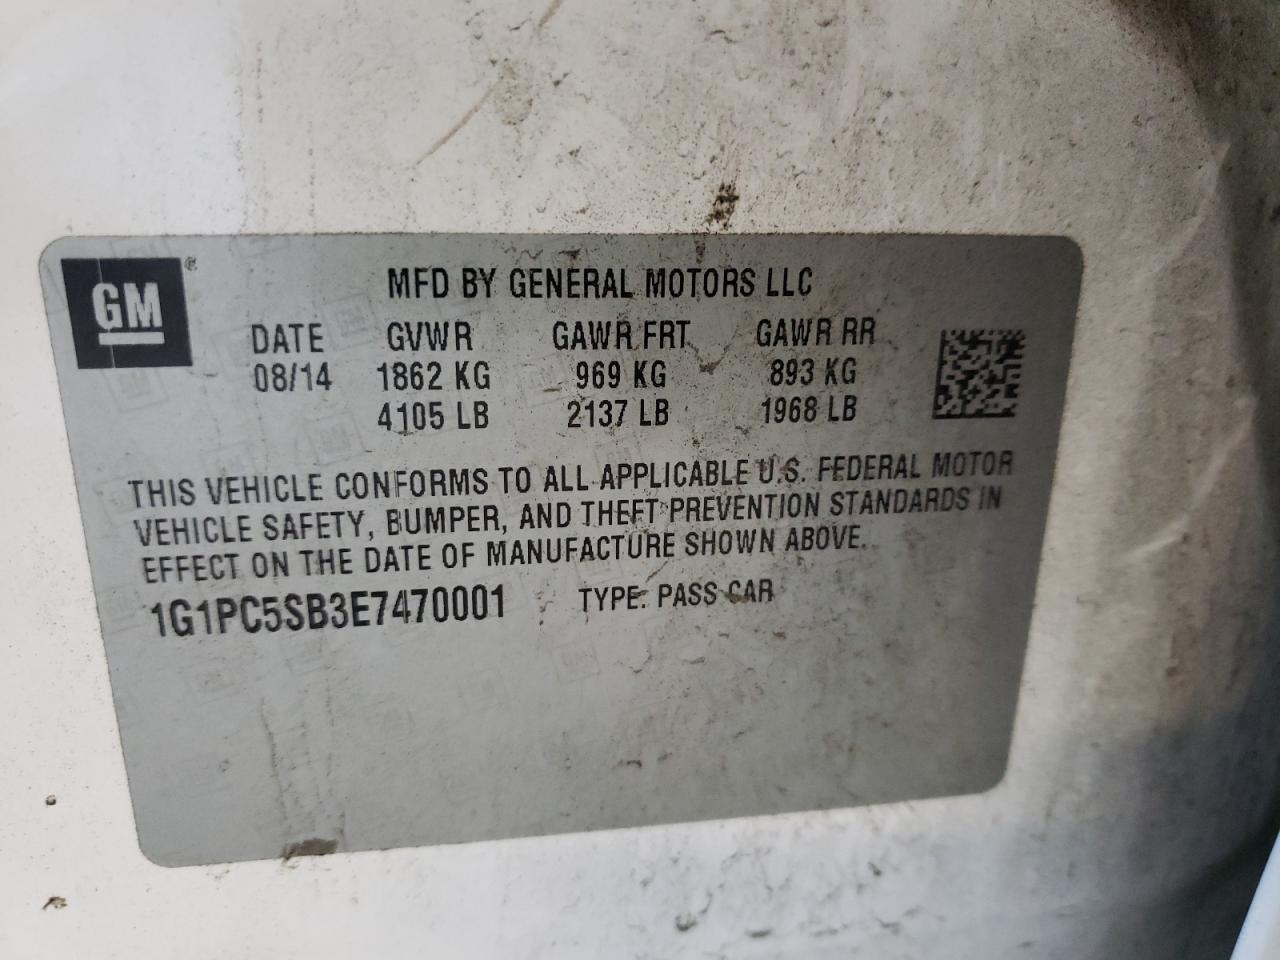 GM
MFD BY GENERAL MOTORS LLC
DATE GVWR GAWR FRT GAWR RR
08/14 1862 KG 969 KG 893 KG
4105 LB 2137 LB 1968 LB
THIS VEHICLE CONFORMS TO ALL APPLICABLE U.S. FEDERAL MOTOR
VEHICLE SAFETY, BUMPER, AND THEFT PREVENTION STANDARDS IN
EFFECT ON THE DATE OF MANUFACTURE SHOWN ABOVE.
1G1PC5SB3E7470001 TYPE: PASS CAR